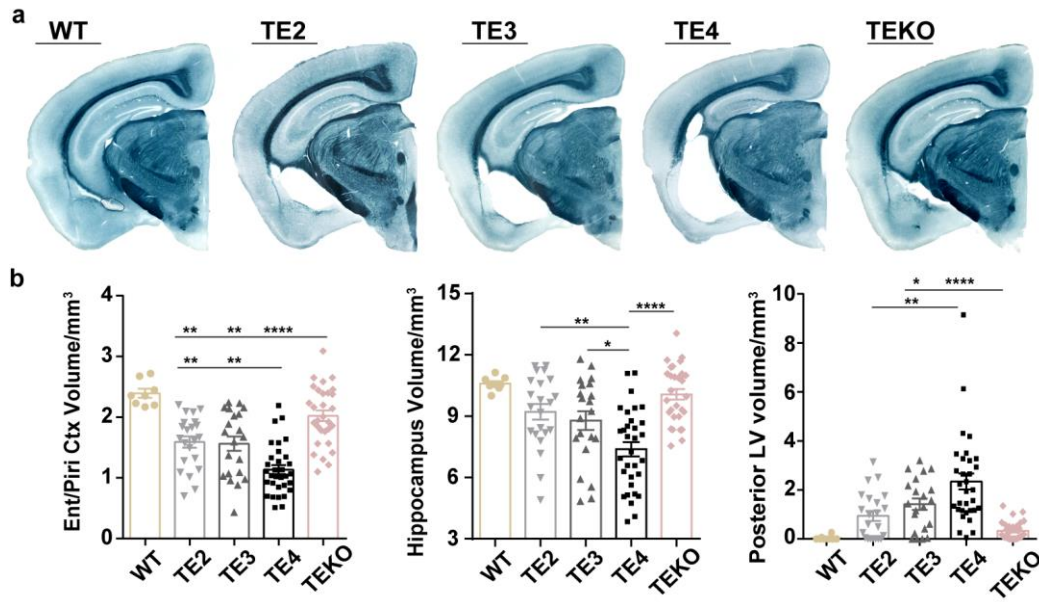 a
WT TE2 TE3 TE4 TEKO
b
Ent/Piri Ctx Volume/mm³
4
3
2
1
0
** ** ****
** **
WT TE2 TE3 TE4 TEKO
Hippocampus Volume/mm³
15
12
9
6
3
** ****
*
WT TE2 TE3 TE4 TEKO
Posterior LV volume/mm³
10
8
6
4
2
0
* ****
**
WT TE2 TE3 TE4 TEKO